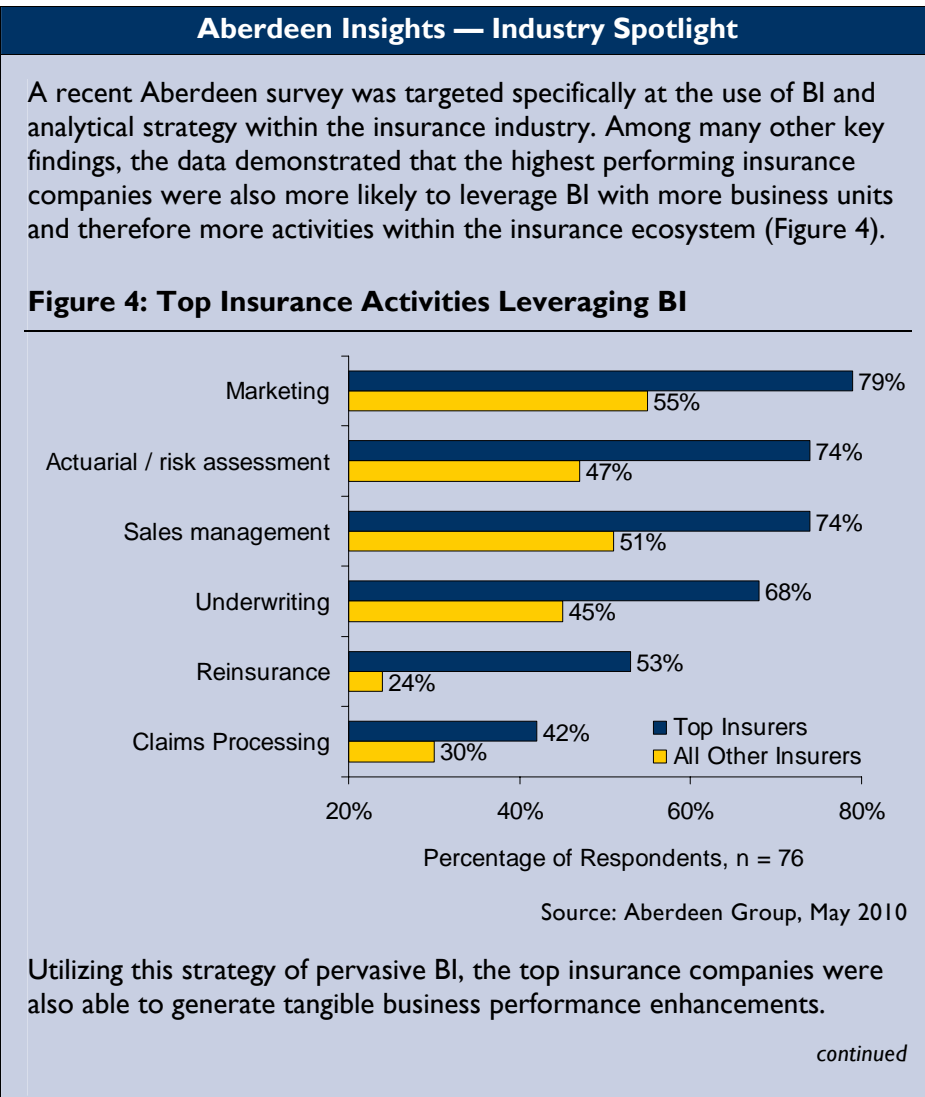 Aberdeen Insights — Industry Spotlight
A recent Aberdeen survey was targeted specifically at the use of BI and
analytical strategy within the insurance industry. Among many other key
findings, the data demonstrated that the highest performing insurance
companies were also more likely to leverage BI with more business units
and therefore more activities within the insurance ecosystem (Figure 4).
Figure 4: Top Insurance Activities Leveraging BI
Marketing
79%
55%
Actuarial / risk assessment
74%
47%
Sales management
74%
51%
Underwriting
68%
45%
Reinsurance
53%
24%
Claims Processing
42%
30%
Top Insurers
All Other Insurers
20% 40% 60% 80%
Percentage of Respondents, n = 76
Source: Aberdeen Group, May 2010
Utilizing this strategy of pervasive BI, the top insurance companies were
also able to generate tangible business performance enhancements.
continued